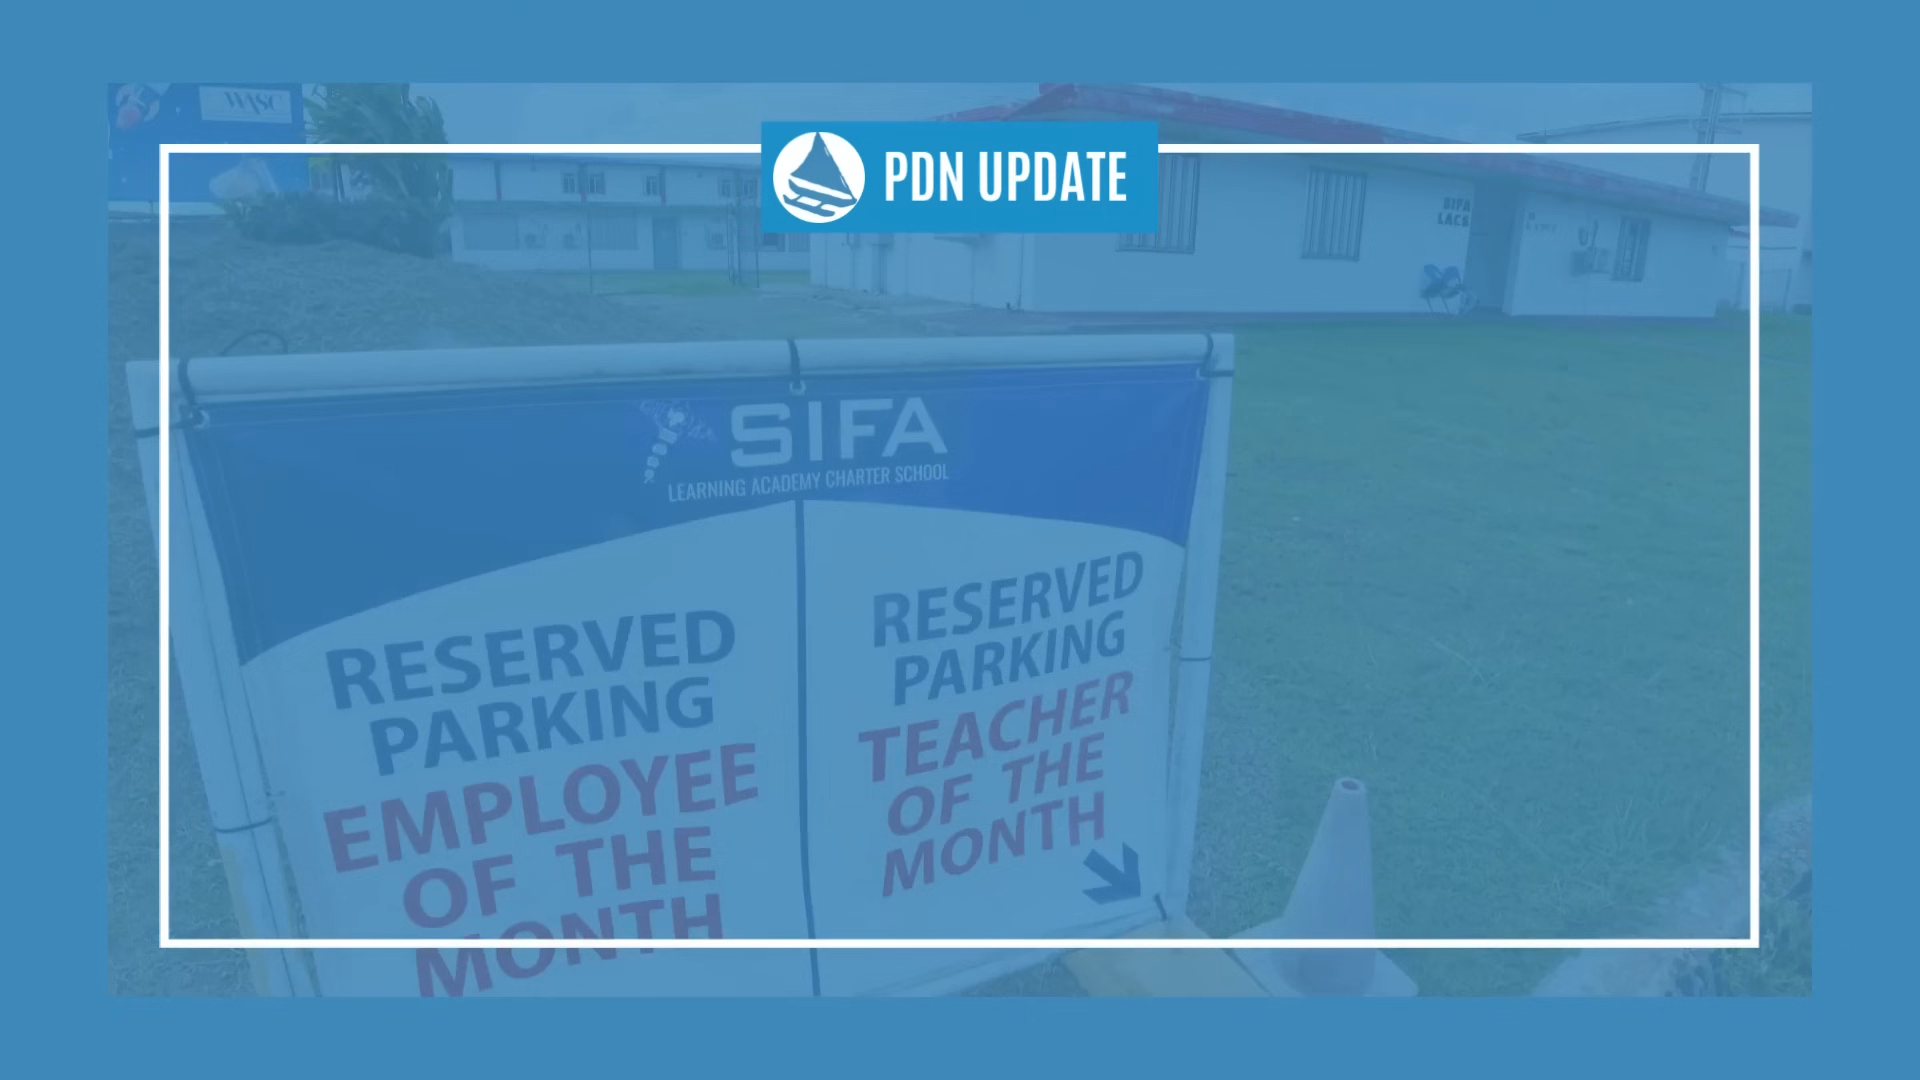 WASC
PDN UPDATE
SIFA
LACS
SIFA
LEARNING ACADEMY CHARTER SCHOOL
RESERVED
PARKING
EMPLOYEE
OF THE
MONTH
RESERVED
PARKING
TEACHER
OF THE
MONTH